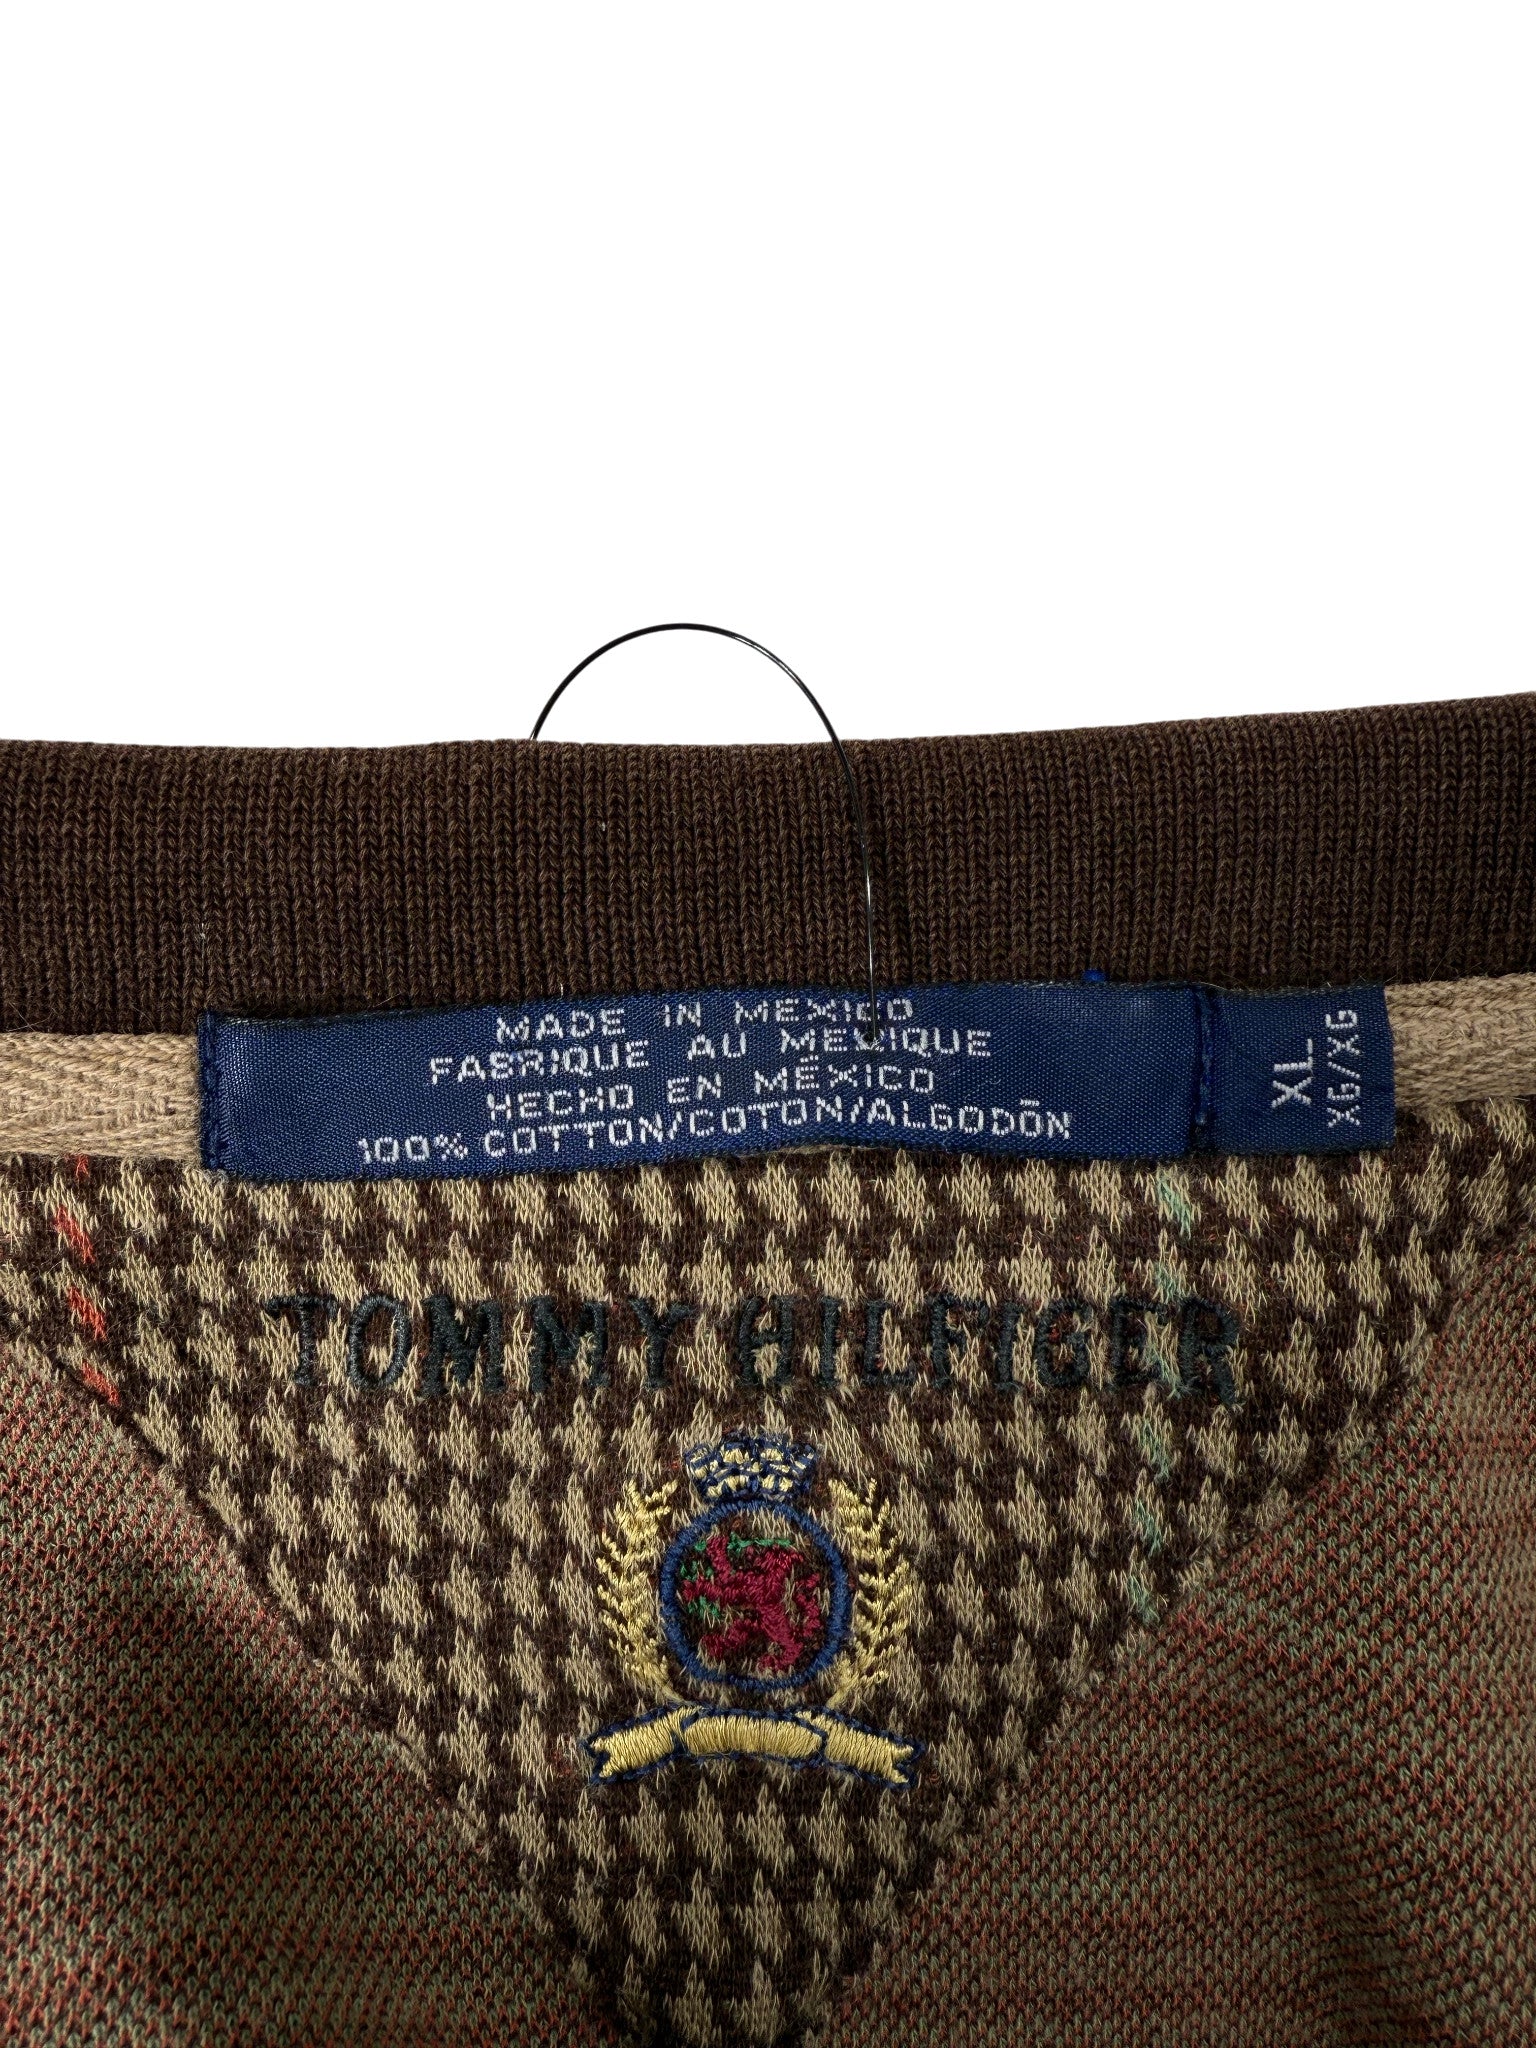 MADE IN MEXICO
FABRIQUE AU MEXIQUE
HECHO EN MÉXICO
100% COTTON/COTON/ALGODÓN
XL
XG/XG
TOMMY HILFIGER